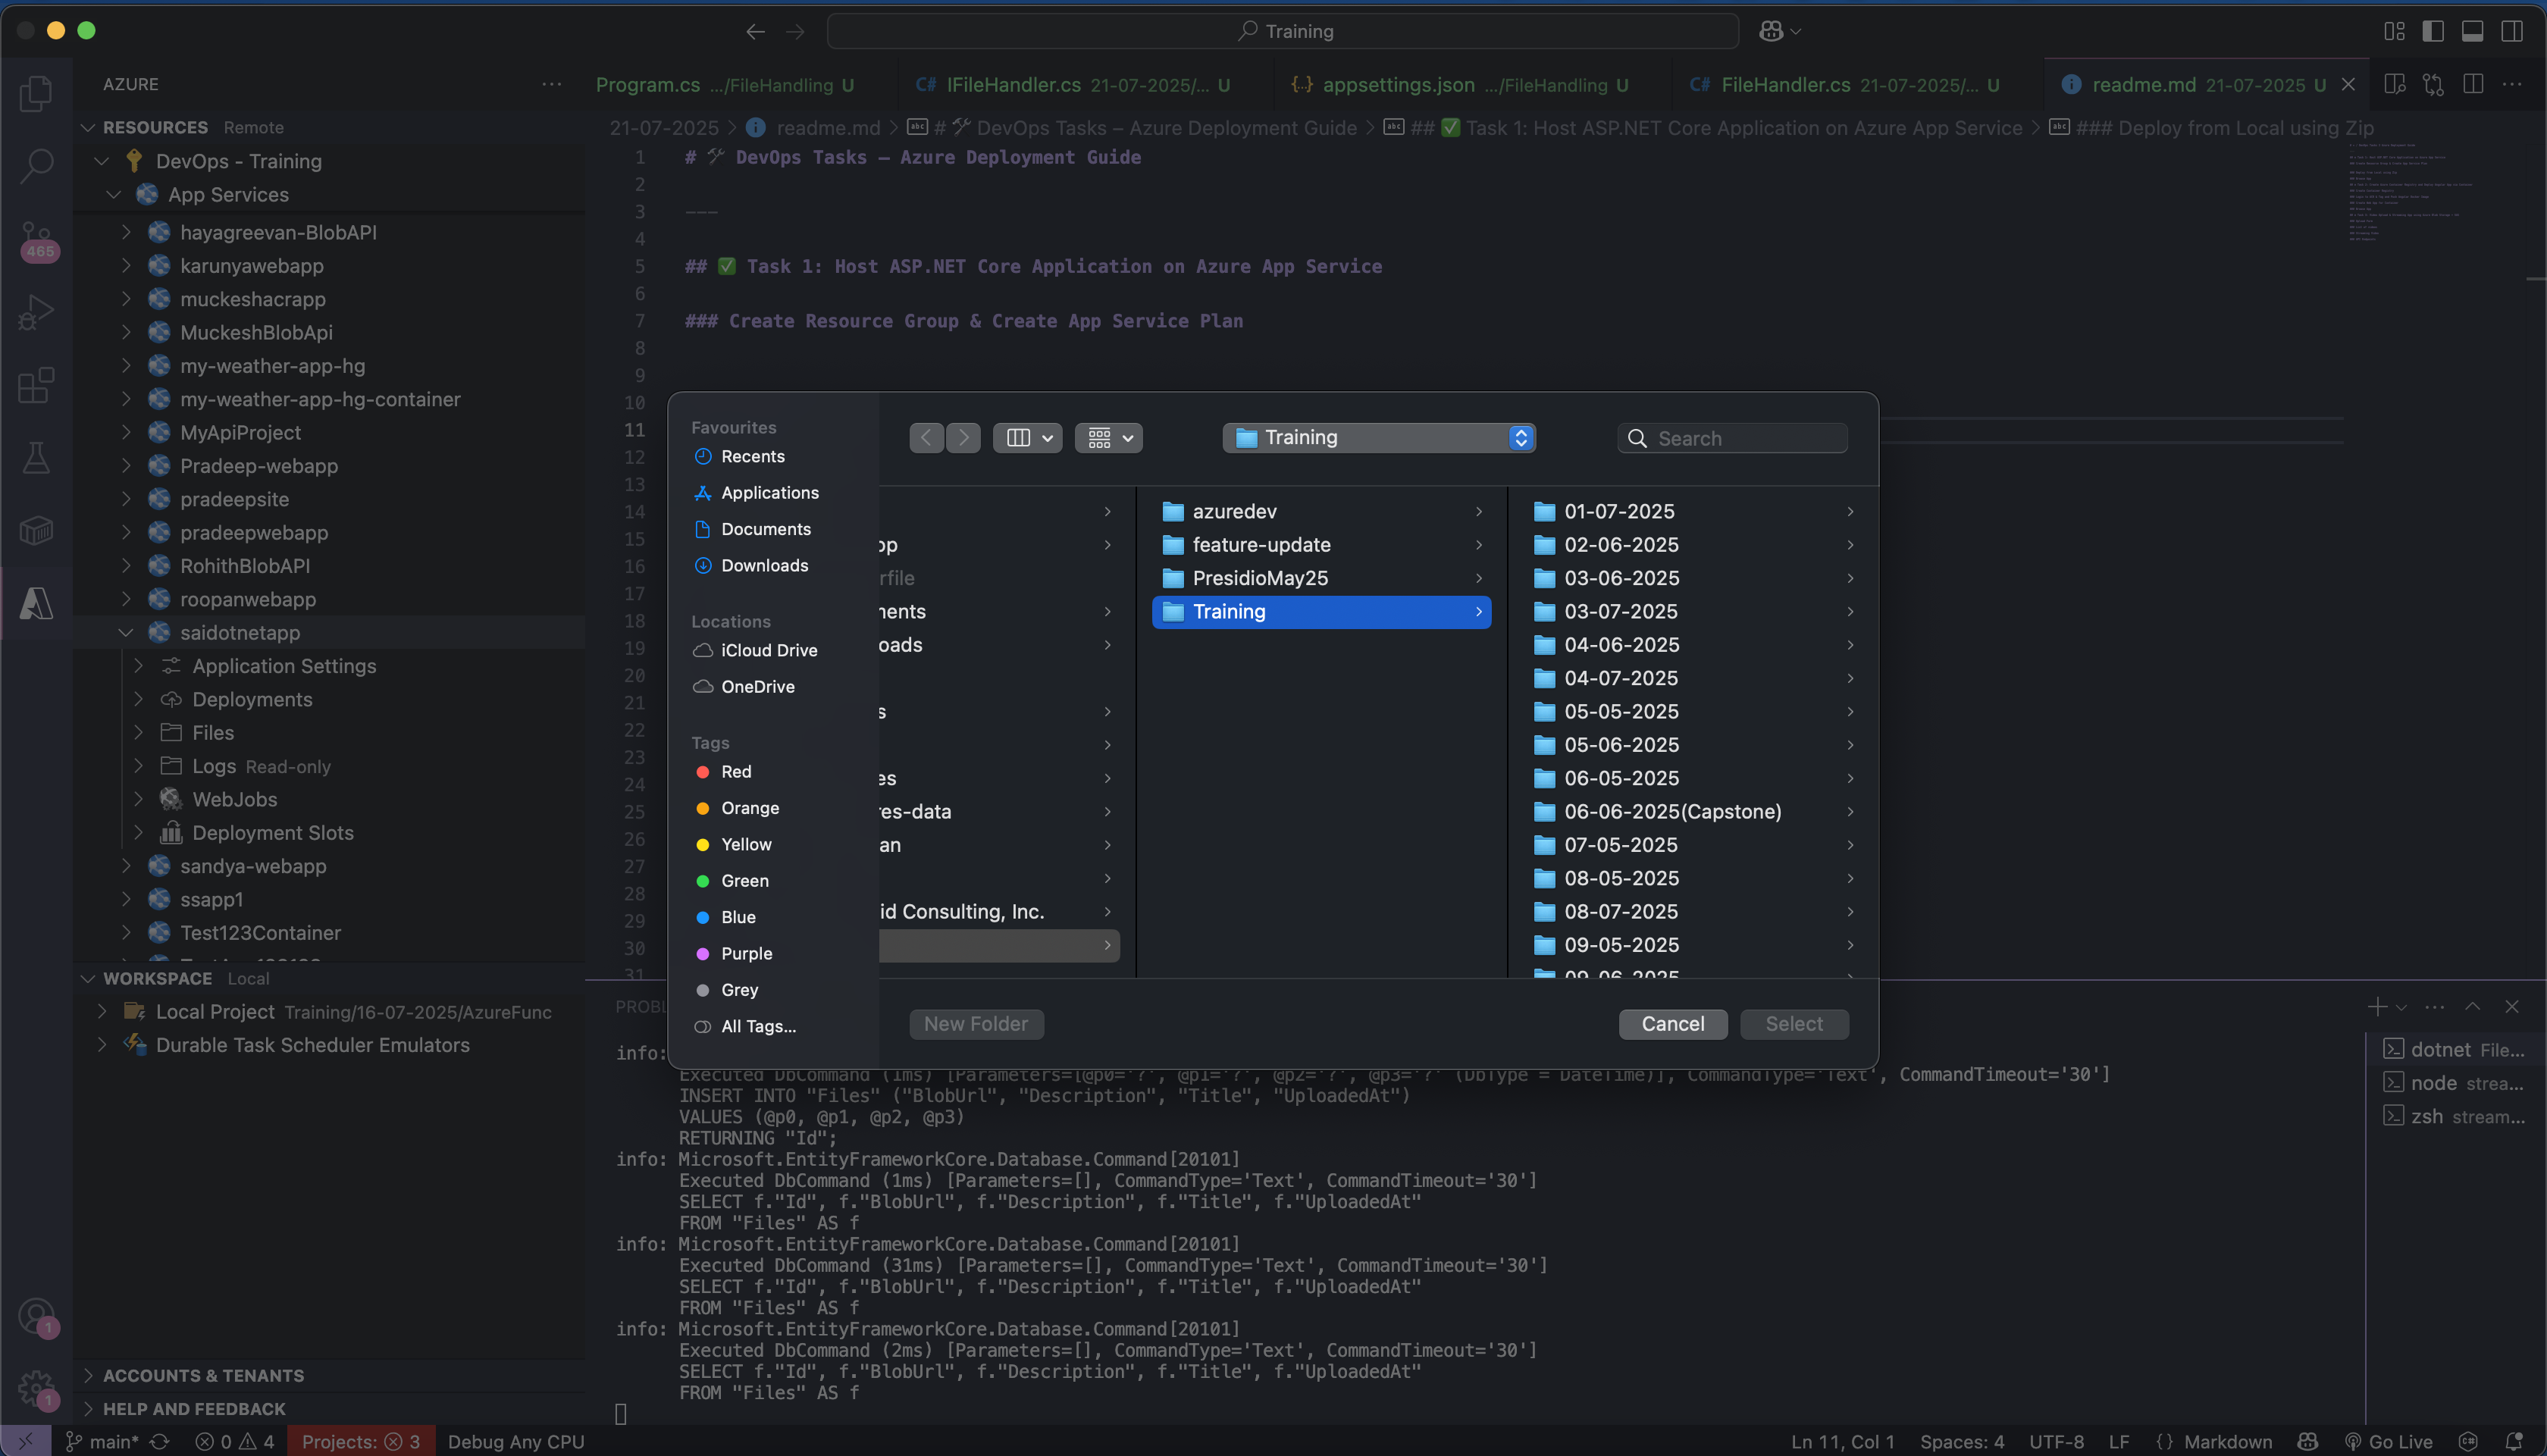 Training
AZURE
Program.cs .../FileHandling U
C# IFileHandler.cs 21-07-2025/... U
{..} appsettings.json .../FileHandling U
C# FileHandler.cs 21-07-2025/... U
readme.md 21-07-2025 U
21-07-2025 > readme.md > # 🛠 DevOps Tasks – Azure Deployment Guide > ## ✅ Task 1: Host ASP.NET Core Application on Azure App Service > ### Deploy from Local using Zip
RESOURCES Remote
DevOps - Training
App Services
hayagreevan-BlobAPI
karunyawebapp
muckeshacrapp
MuckeshBlobApi
my-weather-app-hg
my-weather-app-hg-container
MyApiProject
Pradeep-webapp
pradeepsite
pradeepwebapp
RohithBlobAPI
roopanwebapp
saidotnetapp
Application Settings
Deployments
Files
Logs Read-only
WebJobs
Deployment Slots
sandya-webapp
ssapp1
Test123Container
WORKSPACE Local
Local Project Training/16-07-2025/AzureFunc
Durable Task Scheduler Emulators
ACCOUNTS & TENANTS
HELP AND FEEDBACK
465
1
1
1 # 🛠 DevOps Tasks – Azure Deployment Guide
2
3 ---
4
5 ## ✅ Task 1: Host ASP.NET Core Application on Azure App Service
6
7 ### Create Resource Group & Create App Service Plan
8
9
10
11
12
13
14
15
16
17
18
19
20
21
22
23
24
25
26
27
28
29
30
31
Favourites
Recents
Applications
Documents
Downloads
Locations
iCloud Drive
OneDrive
Tags
Red
Orange
Yellow
Green
Blue
Purple
Grey
All Tags...
Training
Search
op
rfile
nents
oads
s
es
res-data
an
id Consulting, Inc.
azuredev
feature-update
PresidioMay25
Training
01-07-2025
02-06-2025
03-06-2025
03-07-2025
04-06-2025
04-07-2025
05-05-2025
05-06-2025
06-05-2025
06-06-2025(Capstone)
07-05-2025
08-05-2025
08-07-2025
09-05-2025
09-06-2025
New Folder
Cancel
Select
PROBL
info:
Executed DbCommand (1ms) [Parameters=[@p0='?', @p1='?', @p2='?', @p3='?' (DbType = DateTime)], CommandType='Text', CommandTimeout='30']
INSERT INTO "Files" ("BlobUrl", "Description", "Title", "UploadedAt")
VALUES (@p0, @p1, @p2, @p3)
RETURNING "Id";
info: Microsoft.EntityFrameworkCore.Database.Command[20101]
Executed DbCommand (1ms) [Parameters=[], CommandType='Text', CommandTimeout='30']
SELECT f."Id", f."BlobUrl", f."Description", f."Title", f."UploadedAt"
FROM "Files" AS f
info: Microsoft.EntityFrameworkCore.Database.Command[20101]
Executed DbCommand (31ms) [Parameters=[], CommandType='Text', CommandTimeout='30']
SELECT f."Id", f."BlobUrl", f."Description", f."Title", f."UploadedAt"
FROM "Files" AS f
info: Microsoft.EntityFrameworkCore.Database.Command[20101]
Executed DbCommand (2ms) [Parameters=[], CommandType='Text', CommandTimeout='30']
SELECT f."Id", f."BlobUrl", f."Description", f."Title", f."UploadedAt"
FROM "Files" AS f
dotnet File...
node strea...
zsh stream...
main* 0 4 Projects: 3 Debug Any CPU
Ln 11, Col 1 Spaces: 4 UTF-8 LF {} Markdown Go Live